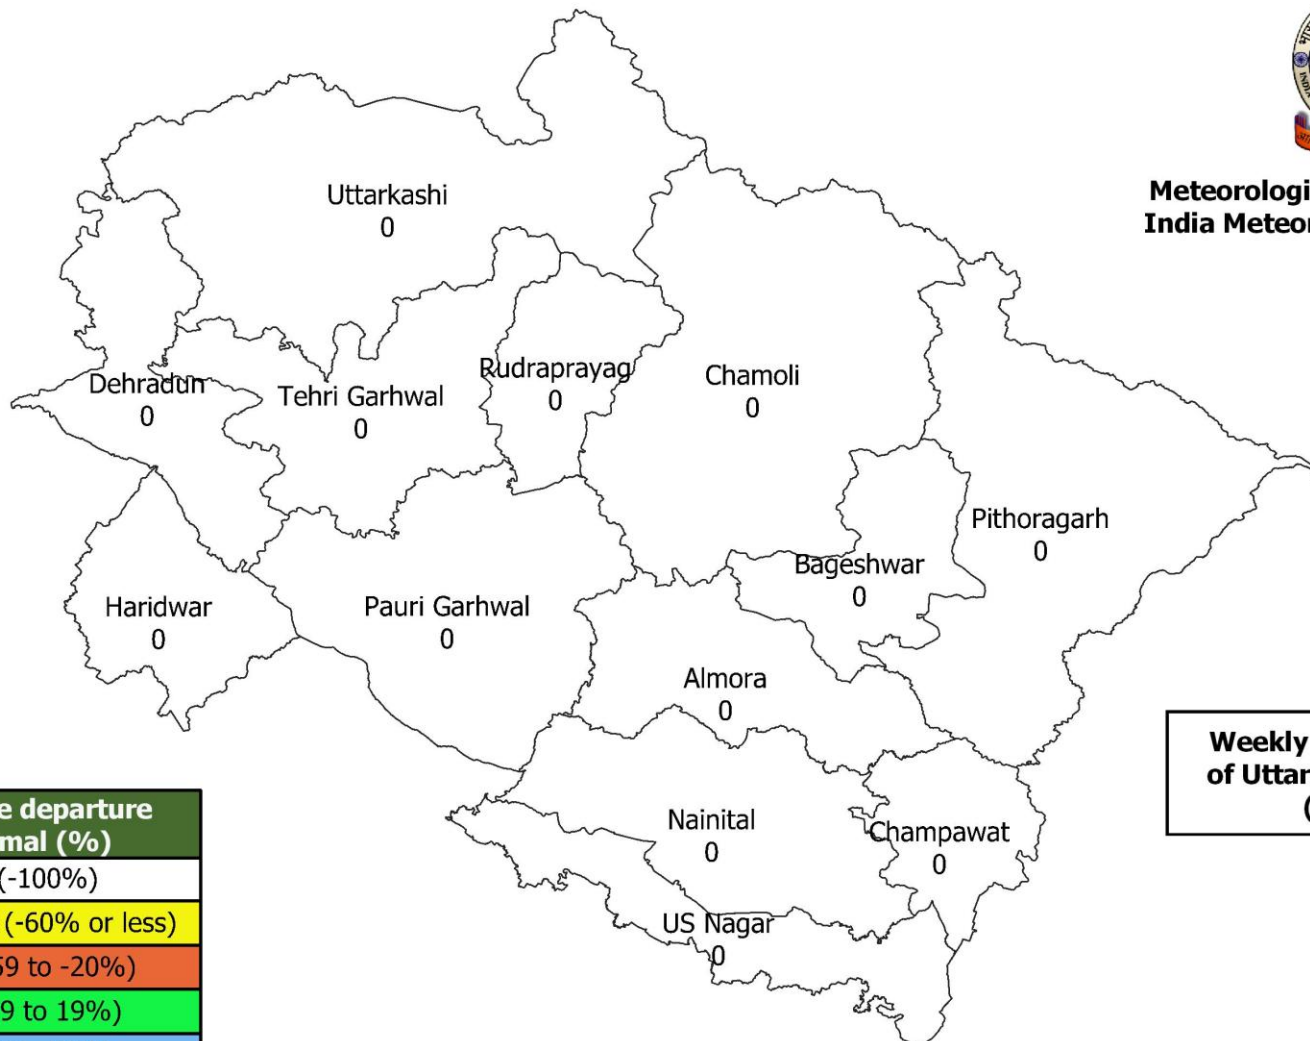 Uttarkashi
0
Meteorologi
India Meteor
Dehradun
0
Tehri Garhwal
0
Rudraprayag
0
Chamoli
0
Pithoragarh
0
Bageshwar
0
Haridwar
0
Pauri Garhwal
0
Almora
0
Weekly
of Uttar
(
Nainital
0
Champawat
0
US Nagar
0
e departure
mal (%)
(-100%)
(-60% or less)
59 to -20%)
9 to 19%)